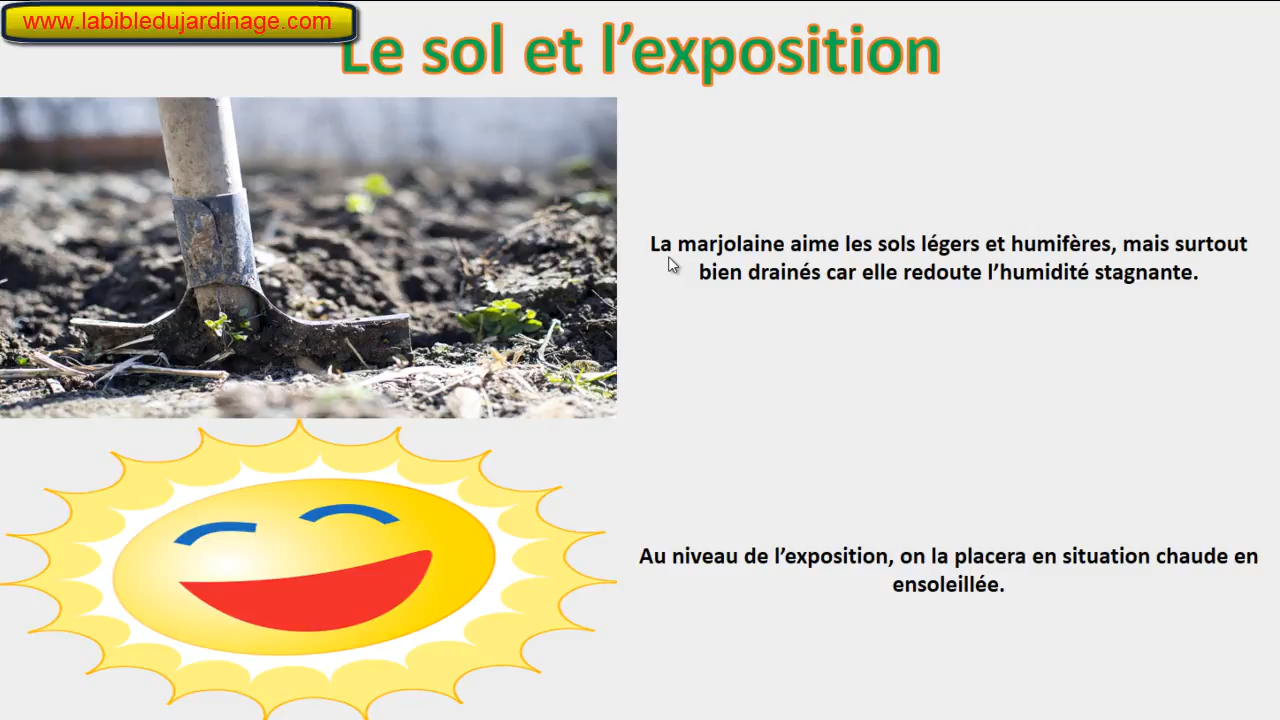 www.labibledujardinage.com
Le sol et l’exposition
La marjolaine aime les sols légers et humifères, mais surtout
bien drainés car elle redoute l’humidité stagnante.
Au niveau de l’exposition, on la placera en situation chaude en
ensoleillée.